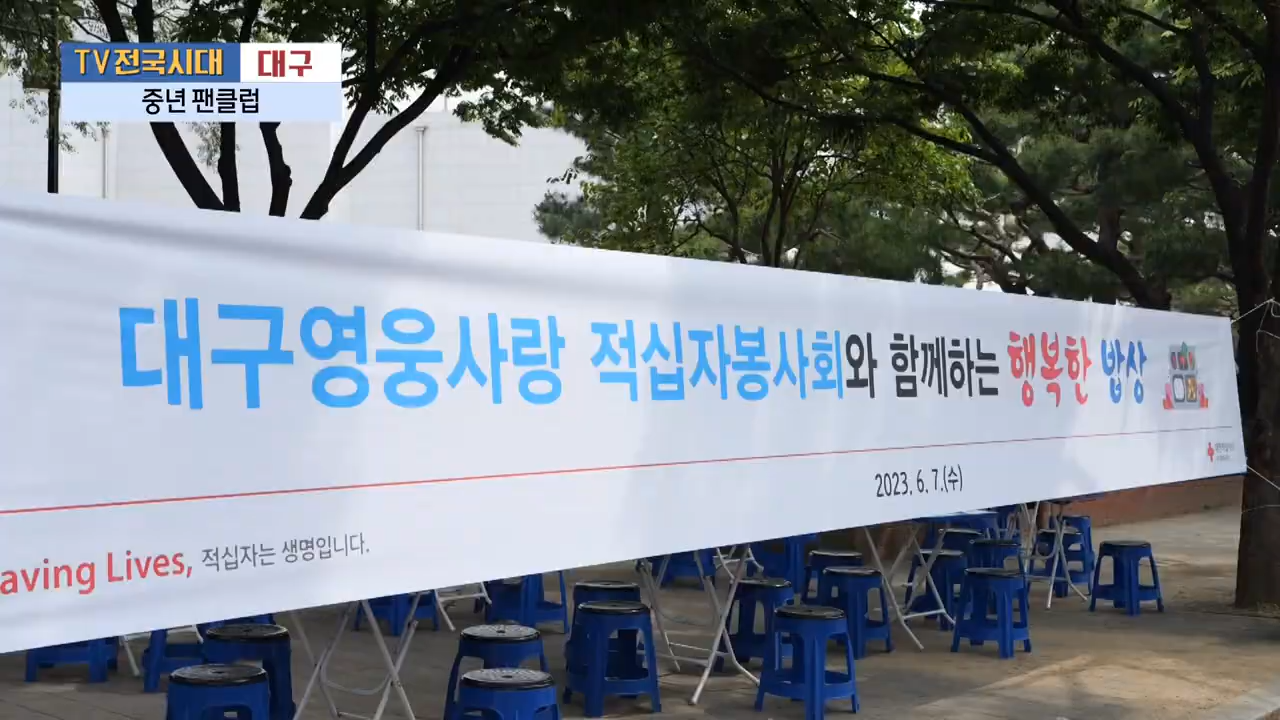 TV전국시대 대구
중년 팬클럽
대구영웅사랑 적십자봉사회와 함께하는 행복한 밥상
2023. 6. 7.(수)
aving Lives, 적십자는 생명입니다.